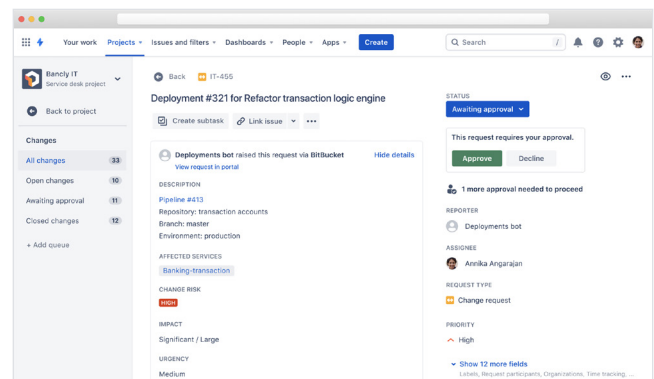 Your work Projects Issues and filters Dashboards People Apps Create Search /
Bancly IT
Service desk project
Back to project
Changes
All changes 33
Open changes 10
Awaiting approval 11
Closed changes 12
+ Add queue
Back IT-455
Deployment #321 for Refactor transaction logic engine
Create subtask Link issue
Deployments bot raised this request via BitBucket Hide details
View request in portal
DESCRIPTION
Pipeline #413
Repository: transaction accounts
Branch: master
Environment: production
AFFECTED SERVICES
Banking-transaction
CHANGE RISK
HIGH
IMPACT
Significant / Large
URGENCY
Medium
STATUS
Awaiting approval
This request requires your approval.
Approve Decline
1 more approval needed to proceed
REPORTER
Deployments bot
ASSIGNEE
Annika Angarajan
REQUEST TYPE
Change request
PRIORITY
High
Show 12 more fields
Labels, Request participants, Organizations, Time tracking, ...